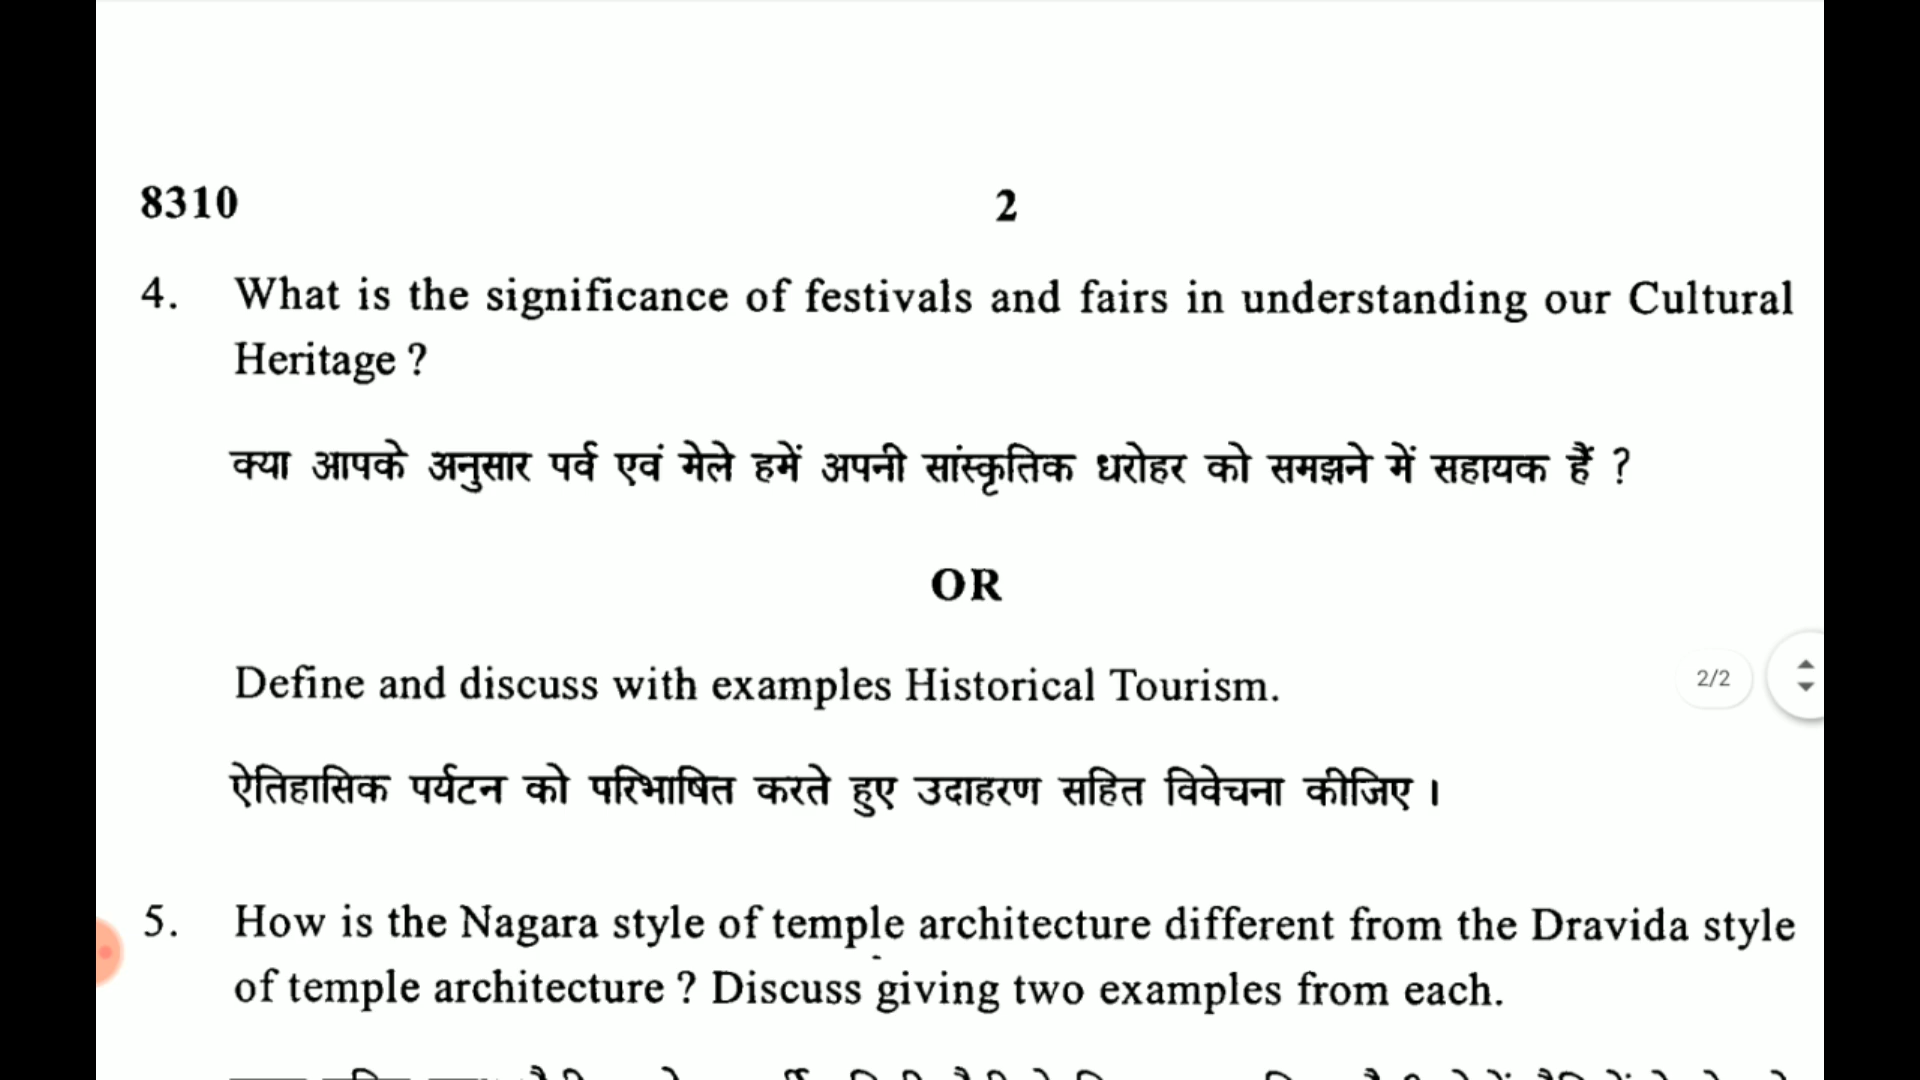 8310
2
4. What is the significance of festivals and fairs in understanding our Cultural
Heritage ?
क्या आपके अनुसार पर्व एवं मेले हमें अपनी सांस्कृतिक धरोहर को समझने में सहायक हैं ?
OR
Define and discuss with examples Historical Tourism.
2/2
ऐतिहासिक पर्यटन को परिभाषित करते हुए उदाहरण सहित विवेचना कीजिए ।
5. How is the Nagara style of temple architecture different from the Dravida style
of temple architecture ? Discuss giving two examples from each.